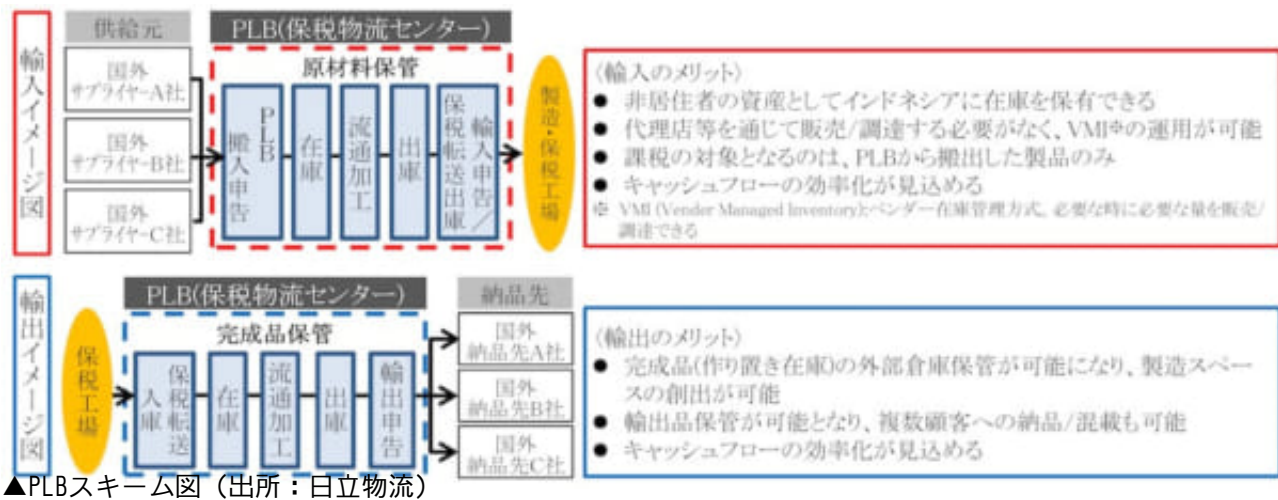 輸入イメージ図
供給元
国外
サプライヤーA社
国外
サプライヤーB社
国外
サプライヤーC社
PLB(保税物流センター)
原材料保管
PLB
搬入申告
在庫
流通加工
出庫
輸入申告/
保税転送出庫
製造・保税工場
〈輸入のメリット〉
● 非居住者の資産としてインドネシアに在庫を保有できる
● 代理店等を通じて販売/調達する必要がなく、VMI※の運用が可能
● 課税の対象となるのは、PLBから搬出した製品のみ
● キャッシュフローの効率化が見込める
※ VMI (Vender Managed Inventory):ベンダー在庫管理方式。必要な時に必要な量を販売/
調達できる
輸出イメージ図
保税工場
PLB(保税物流センター)
完成品保管
保税転送
入庫
在庫
流通加工
出庫
輸出申告
納品先
国外
納品先A社
国外
納品先B社
国外
納品先C社
〈輸出のメリット〉
● 完成品(作り置き在庫)の外部倉庫保管が可能になり、製造スペー
スの創出が可能
● 輸出品保管が可能となり、複数顧客への納品/混載も可能
● キャッシュフローの効率化が見込める
▲PLBスキーム図（出所：日立物流）